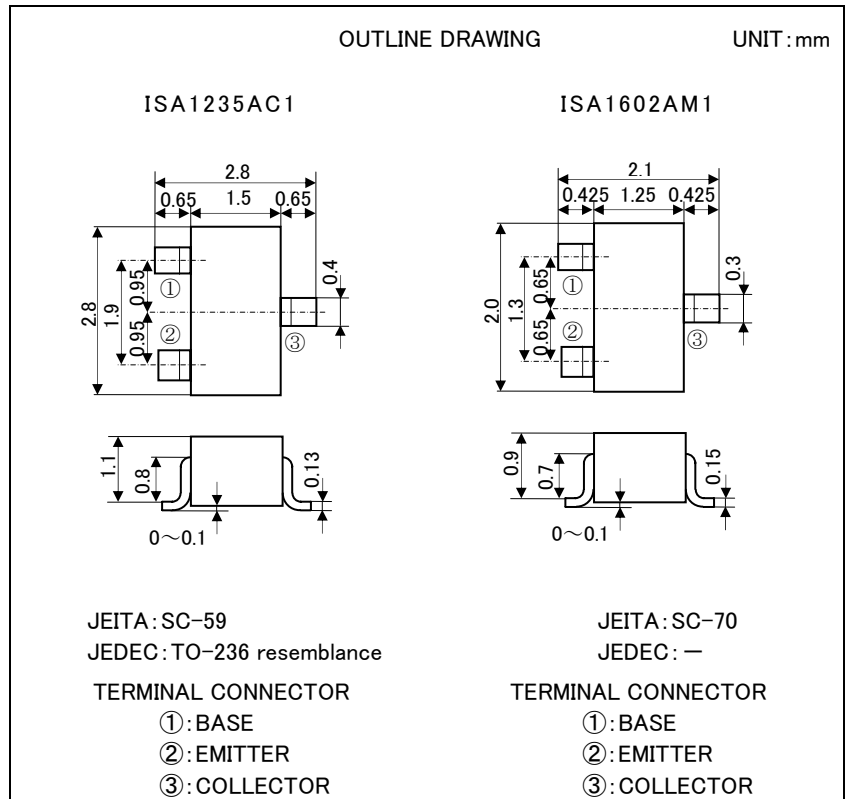 OUTLINE DRAWING UNIT:mm
ISA1235AC1
2.8
0.65 1.5 0.65
2.8
1.9
0.95
0.95
0.4
①
②
③
1.1
0.8
0.13
0~0.1
JEITA:SC-59
JEDEC:TO-236 resemblance
TERMINAL CONNECTOR
①:BASE
②:EMITTER
③:COLLECTOR
ISA1602AM1
2.1
0.425 1.25 0.425
2.0
1.3
0.65
0.65
0.3
①
②
③
0.9
0.7
0.15
0~0.1
JEITA:SC-70
JEDEC:-
TERMINAL CONNECTOR
①:BASE
②:EMITTER
③:COLLECTOR